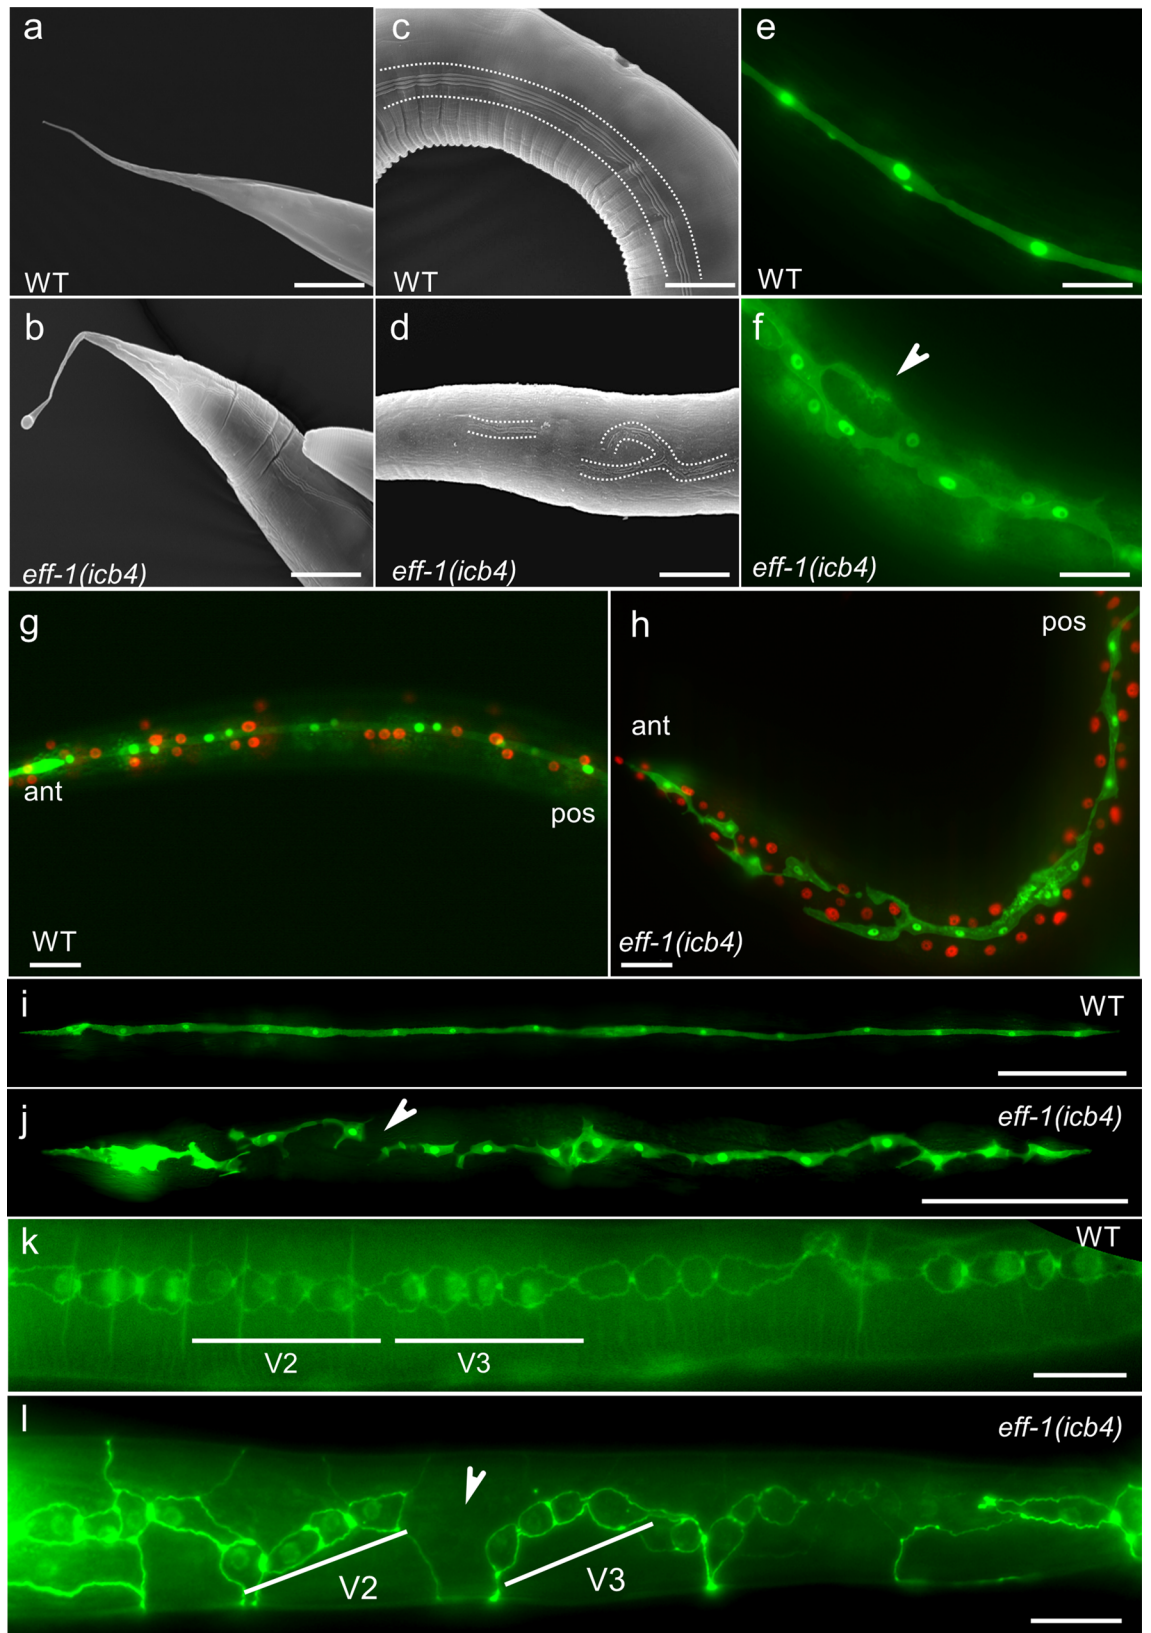 a
c
e
WT
WT
WT
b
d
f
eff-1(icb4)
eff-1(icb4)
eff-1(icb4)
g
h
pos
ant
ant
pos
WT
eff-1(icb4)
i
WT
j
eff-1(icb4)
k
WT
V2
V3
l
eff-1(icb4)
V2
V3